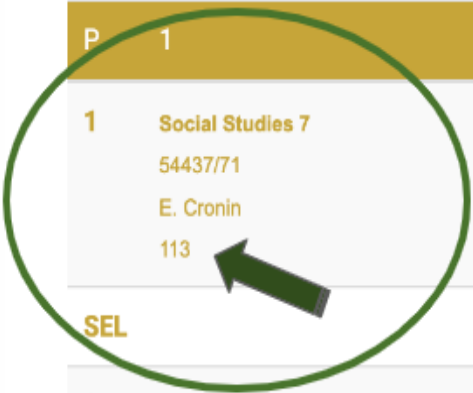 P 1
1 Social Studies 7
54437/71
E. Cronin
113
SEL